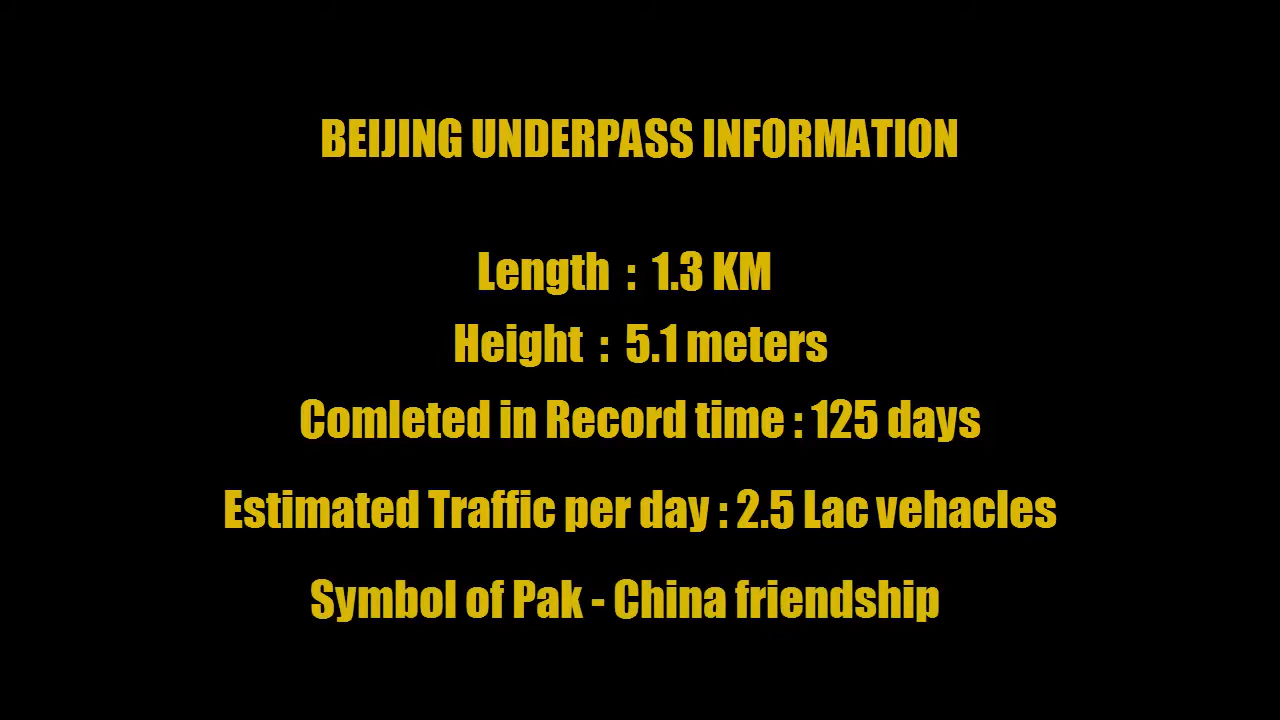 BEIJING UNDERPASS INFORMATION
Length : 1.3 KM
Height : 5.1 meters
Comleted in Record time : 125 days
Estimated Traffic per day : 2.5 Lac vehacles
Symbol of Pak - China friendship